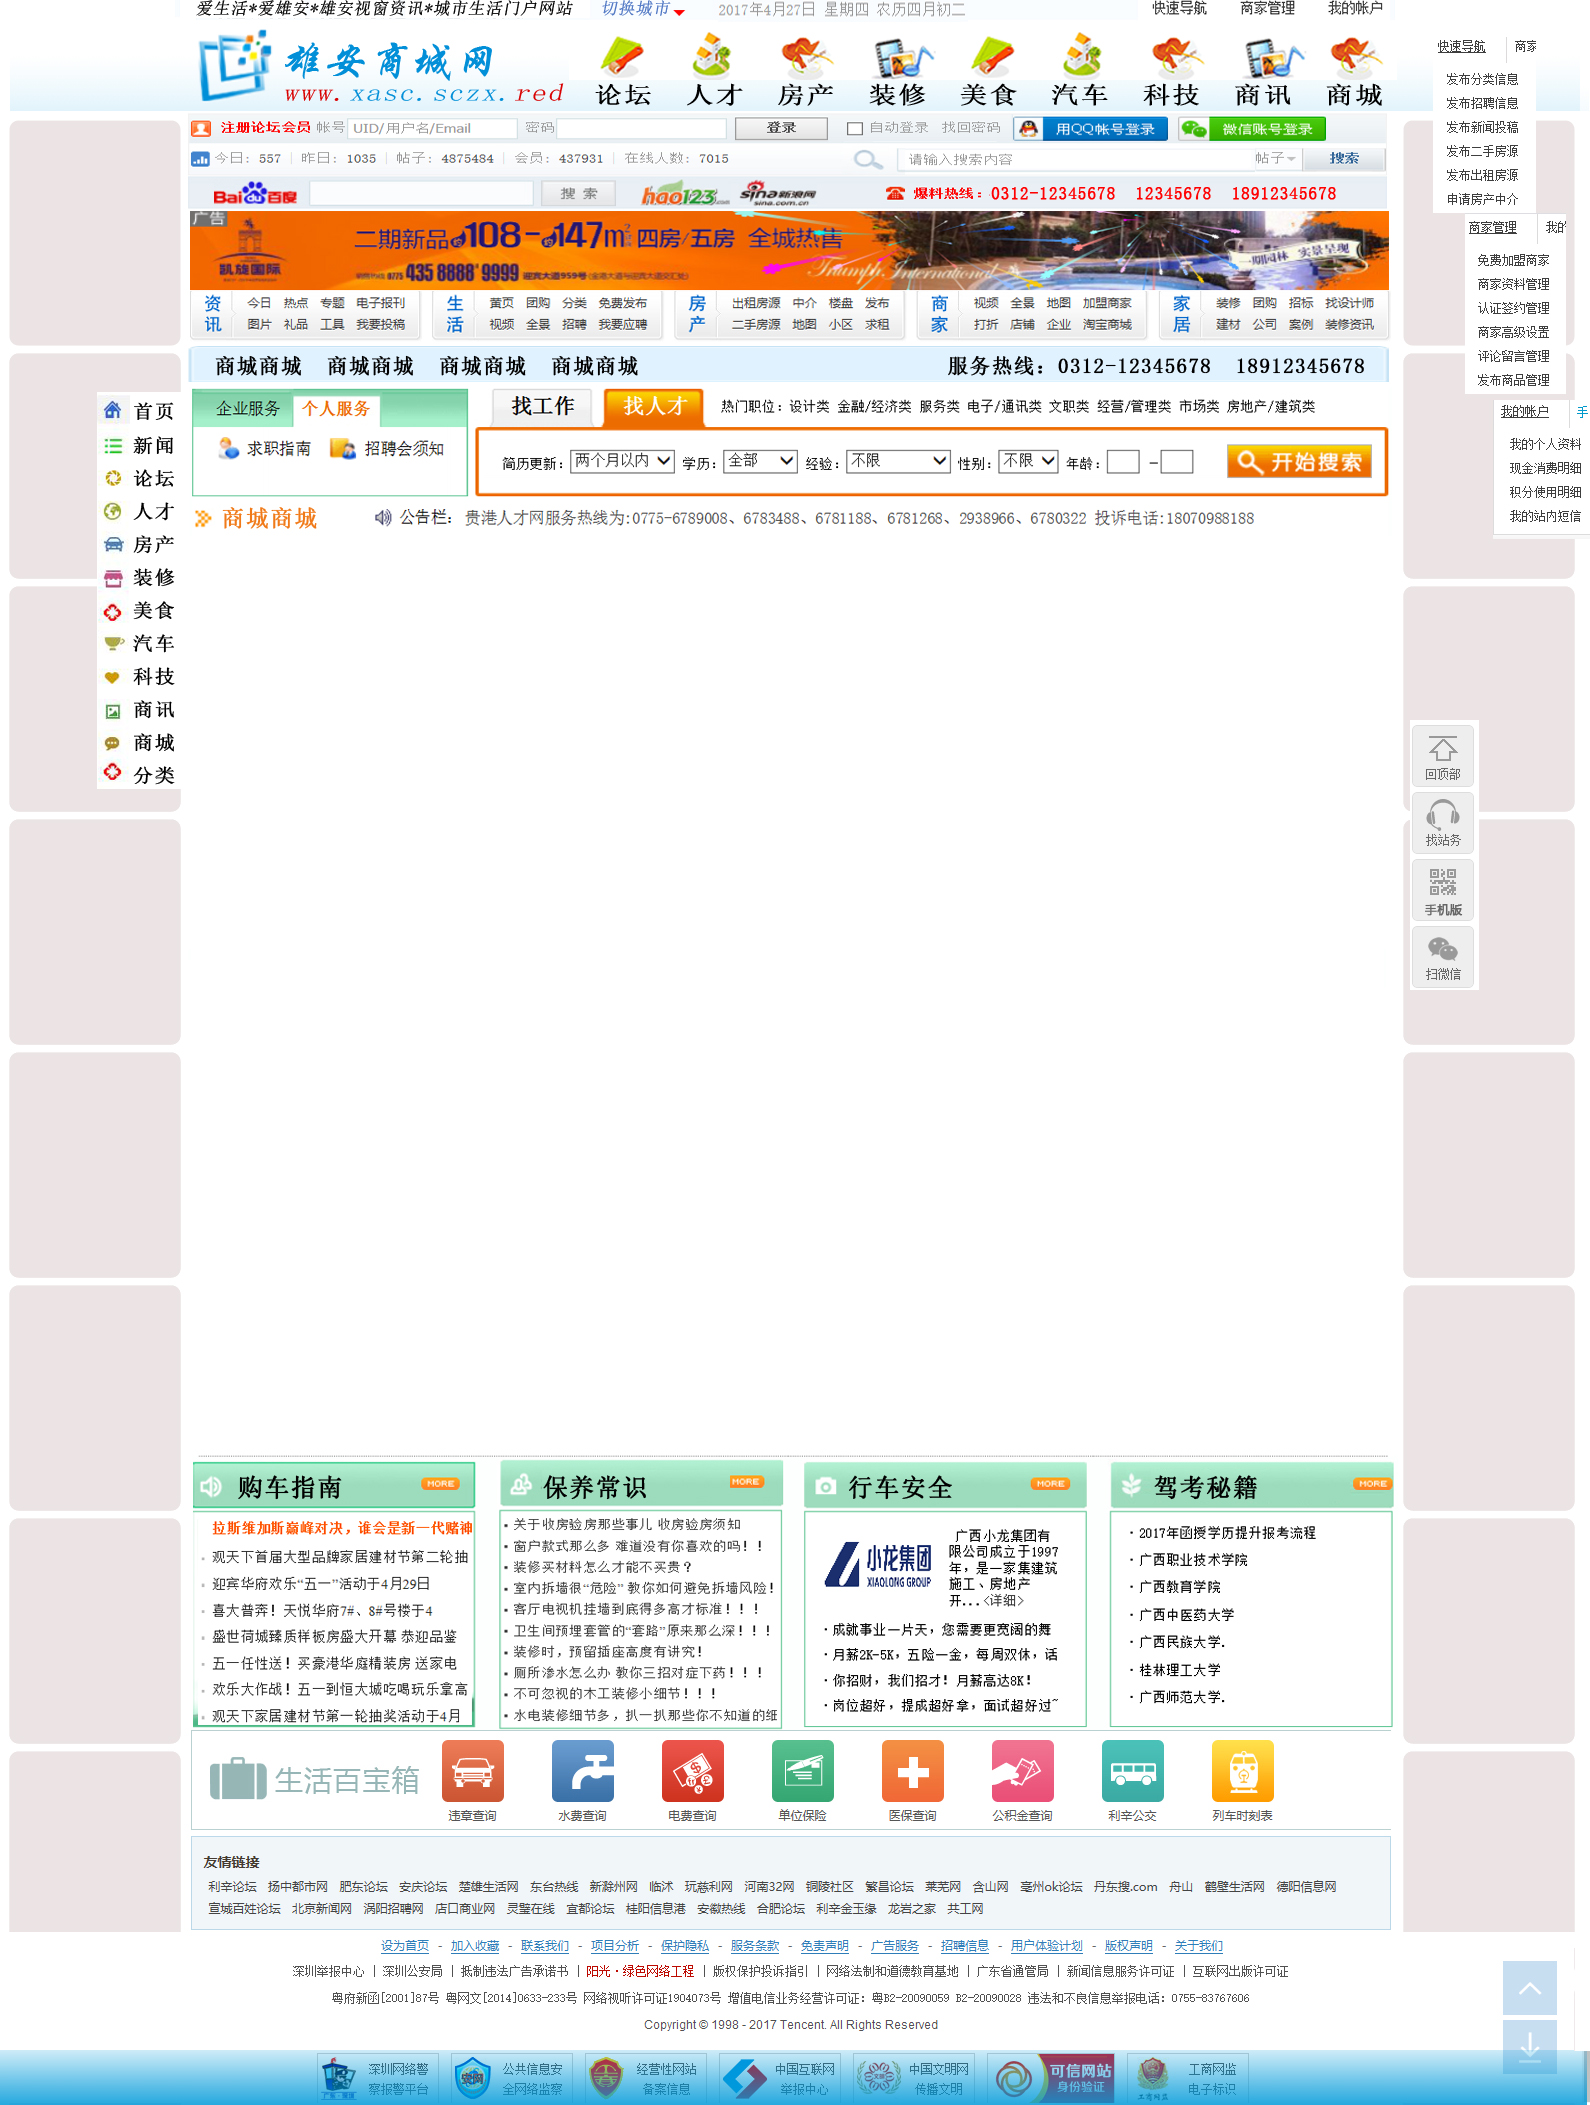 爱生活*爱雄安*雄安视窗资讯*城市生活门户网站 切换城市 2017年4月27日 星期四 农历四月初二 快速导航 商家管理 我的帐户
雄安商城网
www.xasc.sczx.red
论坛 人才 房产 装修 美食 汽车 科技 商讯 商城
快速导航 商家
发布分类信息
发布招聘信息
发布新闻投稿
发布二手房源
发布出租房源
申请房产中介
商家管理 我的
免费加盟商家
商家资料管理
认证签约管理
商家高级设置
评论留言管理
发布商品管理
我的帐户 手
我的个人资料
现金消费明细
积分使用明细
我的站内短信
注册论坛会员 帐号 UID/用户名/Email 密码 登录 自动登录 找回密码 用QQ帐号登录 微信账号登录
今日: 557 昨日: 1035 帖子: 4875484 会员: 437931 在线人数: 7015 请输入搜索内容 帖子 搜索
Bai百度 搜 索 hao123.com sina新浪网 sina.com.cn 爆料热线: 0312-12345678 12345678 18912345678
广告
凯旋国际
二期新品约108-约147m² 四房/五房 全城热售
0775 435 8888' 9999 迎宾大道959号
Triumph. International
一期园林 实景呈现
资讯 今日 热点 专题 电子报刊
图片 礼品 工具 我要投稿
生活 黄页 团购 分类 免费发布
视频 全景 招聘 我要应聘
房产 出租房源 中介 楼盘 发布
二手房源 地图 小区 求租
商家 视频 全景 地图 加盟商家
打折 店铺 企业 淘宝商城
家居 装修 团购 招标 找设计师
建材 公司 案例 装修资讯
商城商城 商城商城 商城商城 商城商城 服务热线: 0312-12345678 18912345678
企业服务 个人服务
求职指南 招聘会须知
找工作 找人才 热门职位: 设计类 金融/经济类 服务类 电子/通讯类 文职类 经营/管理类 市场类 房地产/建筑类
简历更新: 两个月以内 学历: 全部 经验: 不限 性别: 不限 年龄: - 开始搜索
商城商城 公告栏: 贵港人才网服务热线为:0775-6789008、6783488、6781188、6781268、2938966、6780322 投诉电话:18070988188
首页
新闻
论坛
人才
房产
装修
美食
汽车
科技
商讯
商城
分类
回顶部
找站务
手机版
扫微信
购车指南 MORE
拉斯维加斯巅峰对决，谁会是新一代赌神
观天下首届大型品牌家居建材节第二轮抽
迎宾华府欢乐“五一”活动于4月29日
喜大普奔！天悦华府7#、8#号楼于4
盛世荷城臻质样板房盛大开幕 恭迎品鉴
五一任性送！买豪港华庭精装房 送家电
欢乐大作战！五一到恒大城吃喝玩乐拿高
观天下家居建材节第一轮抽奖活动于4月
保养常识 MORE
关于收房验房那些事儿 收房验房须知
窗户款式那么多 难道没有你喜欢的吗！！
装修买材料怎么才能不买贵？
室内拆墙很“危险” 教你如何避免拆墙风险！
客厅电视机挂墙到底得多高才标准！！！
卫生间预埋套管的“套路”原来那么深！！！
装修时，预留插座高度有讲究！
厕所渗水怎么办 教你三招对症下药！！！
不可忽视的木工装修小细节！！！
水电装修细节多，扒一扒那些你不知道的细
行车安全 MORE
小龙集团
XIAOLONG GROUP
广西小龙集团有
限公司成立于1997
年，是一家集建筑
施工、房地产
开...<详细>
成就事业一片天，您需要更宽阔的舞
月薪2K-5K，五险一金，每周双休，话
你招财，我们招才！月薪高达8K！
岗位超好，提成超好拿，面试超好过~
驾考秘籍 MORE
2017年函授学历提升报考流程
广西职业技术学院
广西教育学院
广西中医药大学
广西民族大学.
桂林理工大学
广西师范大学.
生活百宝箱
违章查询 水费查询 电费查询 单位保险 医保查询 公积金查询 利辛公交 列车时刻表
友情链接
利辛论坛 扬中都市网 肥东论坛 安庆论坛 楚雄生活网 东台热线 新滁州网 临沭 玩慈利网 河南32网 铜陵社区 繁昌论坛 莱芜网 含山网 亳州ok论坛 丹东搜.com 舟山 鹤壁生活网 德阳信息网
宣城百姓论坛 北京新闻网 涡阳招聘网 店口商业网 灵璧在线 宜都论坛 桂阳信息港 安徽热线 合肥论坛 利辛金玉缘 龙岩之家 共工网
设为首页 - 加入收藏 - 联系我们 - 项目分析 - 保护隐私 - 服务条款 - 免责声明 - 广告服务 - 招聘信息 - 用户体验计划 - 版权声明 - 关于我们
深圳举报中心 | 深圳公安局 | 抵制违法广告承诺书 | 阳光·绿色网络工程 | 版权保护投诉指引 | 网络法制和道德教育基地 | 广东省通管局 | 新闻信息服务许可证 | 互联网出版许可证
粤府新函[2001]87号 粤网文[2014]0633-233号 网络视听许可证1904073号 增值电信业务经营许可证: 粤B2-20090059 B2-20090028 违法和不良信息举报电话: 0755-83767606
Copyright © 1998 - 2017 Tencent. All Rights Reserved
深圳网络警察报警平台 公共信息安全网络监察 经营性网站备案信息 中国互联网举报中心 中国文明网传播文明 可信网站身份验证 工商网监电子标识